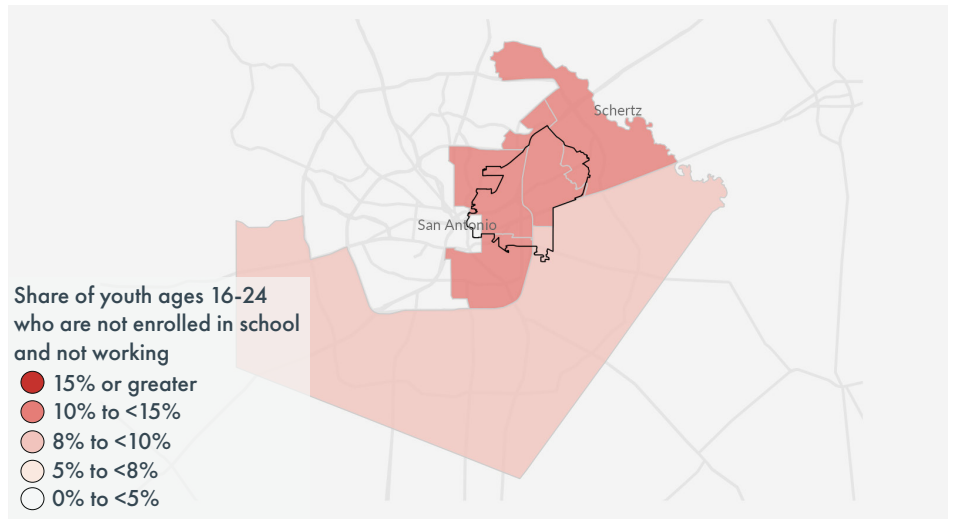 Schertz
San Antonio
Share of youth ages 16-24
who are not enrolled in school
and not working
15% or greater
10% to <15%
8% to <10%
5% to <8%
0% to <5%